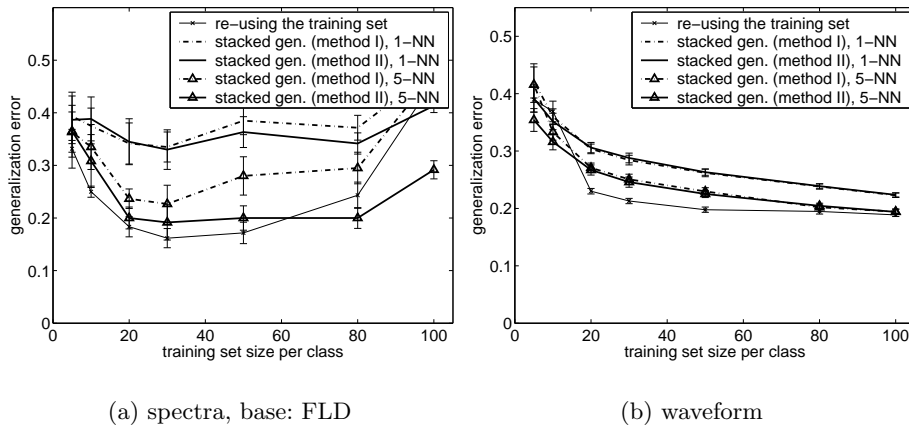 0.5
0.4
0.3
0.2
0.1
0
generalization error
re-using the training set
stacked gen. (method I), 1-NN
stacked gen. (method II), 1-NN
stacked gen. (method I), 5-NN
stacked gen. (method II), 5-NN
0 20 40 60 80 100
training set size per class
(a) spectra, base: FLD
0.5
0.4
0.3
0.2
0.1
0
generalization error
re-using the training set
stacked gen. (method I), 1-NN
stacked gen. (method II), 1-NN
stacked gen. (method I), 5-NN
stacked gen. (method II), 5-NN
0 20 40 60 80 100
training set size per class
(b) waveform